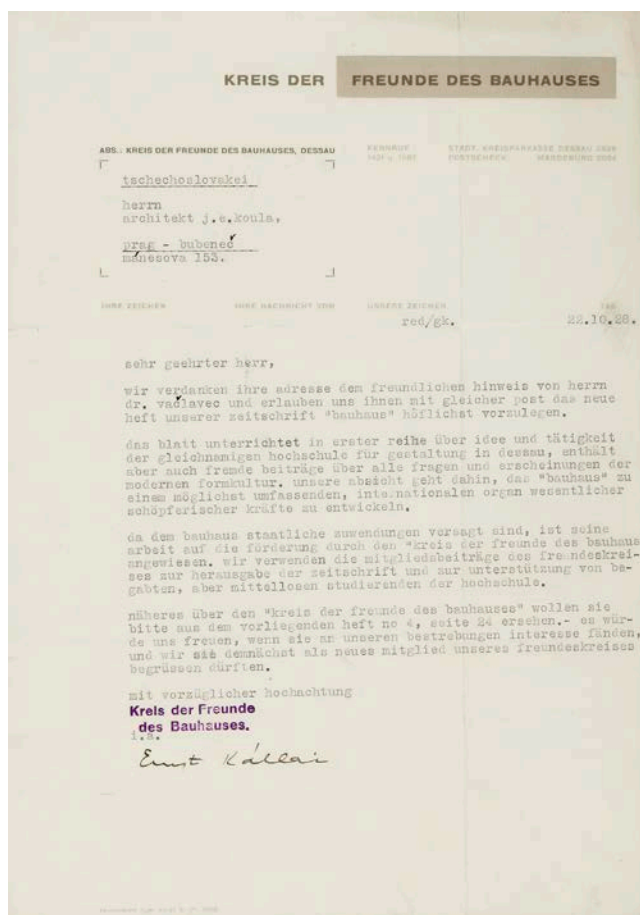 KREIS DER FREUNDE DES BAUHAUSES
ABS.: KREIS DER FREUNDE DES BAUHAUSES, DESSAU
tschechoslovakei
herrn
architekt j.e.koula,
prag - bubeneč
mánesova 153.
IHRE ZEICHEN IHRE NACHRICHT VOM UNSERE ZEICHEN TAG
red/gk. 22.10.28.
sehr geehrter herr,
wir verdanken ihre adresse dem freundlichen hinweis von herrn
dr. václavec und erlauben uns ihnen mit gleicher post das neue
heft unserer zeitschrift "bauhaus" höflichst vorzulegen.
das blatt unterrichtet in erster reihe über idee und tätigkeit
der gleichnamigen hochschule für gestaltung in dessau, enthält
aber auch fremde beiträge über alle fragen und erscheinungen der
modernen formkultur. unsere absicht geht dahin, das "bauhaus" zu
einem möglichst umfassenden, internationalen organ wesentlicher
schöpferischer kräfte zu entwickeln.
da dem bauhaus staatliche zuwendungen versagt sind, ist seine
arbeit auf die förderung durch den "kreis der freunde des bauhaus
angewiesen. wir verwenden die mitgliedsbeiträge des freundeskrei-
ses zur herausgabe der zeitschrift und zur unterstützung von be-
gabten, aber mittellosen studierenden der hochschule.
näheres über den "kreis der freunde des bauhauses" wollen sie
bitte aus dem vorliegenden heft no 4, seite 24 ersehen.- es wür-
de uns freuen, wenn sie an unseren bestrebungen interesse fänden,
und wir sie demnächst als neues mitglied unseres freundeskreises
begrüssen dürften.
mit vorzüglicher hochachtung
Kreis der Freunde
des Bauhauses.
i.a.
Ernst Kállai